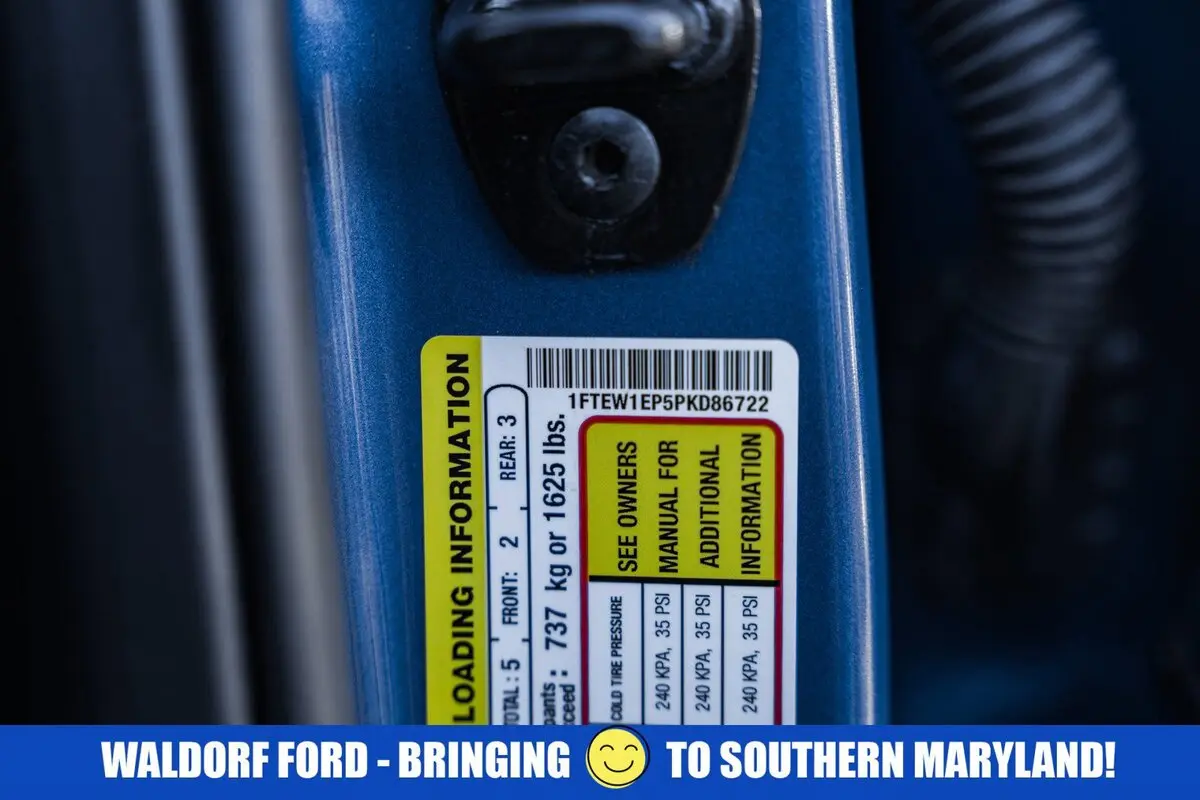 1FTEW1EP5PKD86722
LOADING INFORMATION
TOTAL: 5 FRONT: 2 REAR: 3
737 kg or 1625 lbs.
COLD TIRE PRESSURE
240 KPA, 35 PSI
240 KPA, 35 PSI
240 KPA, 35 PSI
SEE OWNERS
MANUAL FOR
ADDITIONAL
INFORMATION
WALDORF FORD - BRINGING TO SOUTHERN MARYLAND!